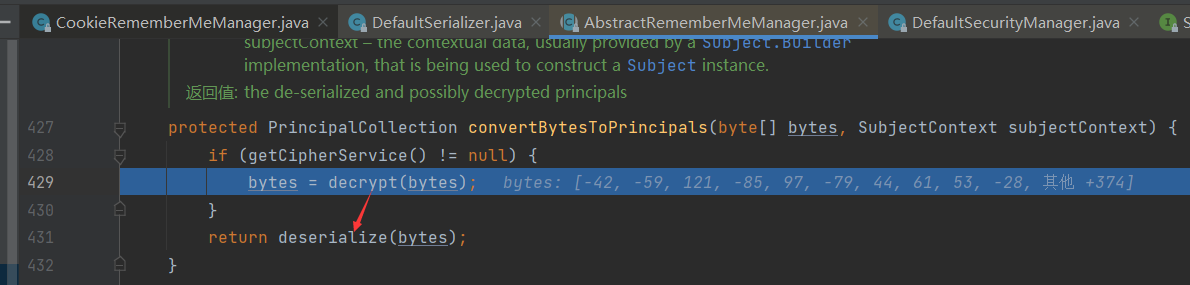 CookieRememberMeManager.java × DefaultSerializer.java × AbstractRememberMeManager.java × DefaultSecurityManager.java × S
subjectContext – the contextual data, usually provided by a Subject.Builder
implementation, that is being used to construct a Subject instance.
返回值: the de-serialized and possibly decrypted principals
427 protected PrincipalCollection convertBytesToPrincipals(byte[] bytes, SubjectContext subjectContext) {
428 if (getCipherService() != null) {
429 bytes = decrypt(bytes); bytes: [-42, -59, 121, -85, 97, -79, 44, 61, 53, -28, 其他 +374]
430 }
431 return deserialize(bytes);
432 }